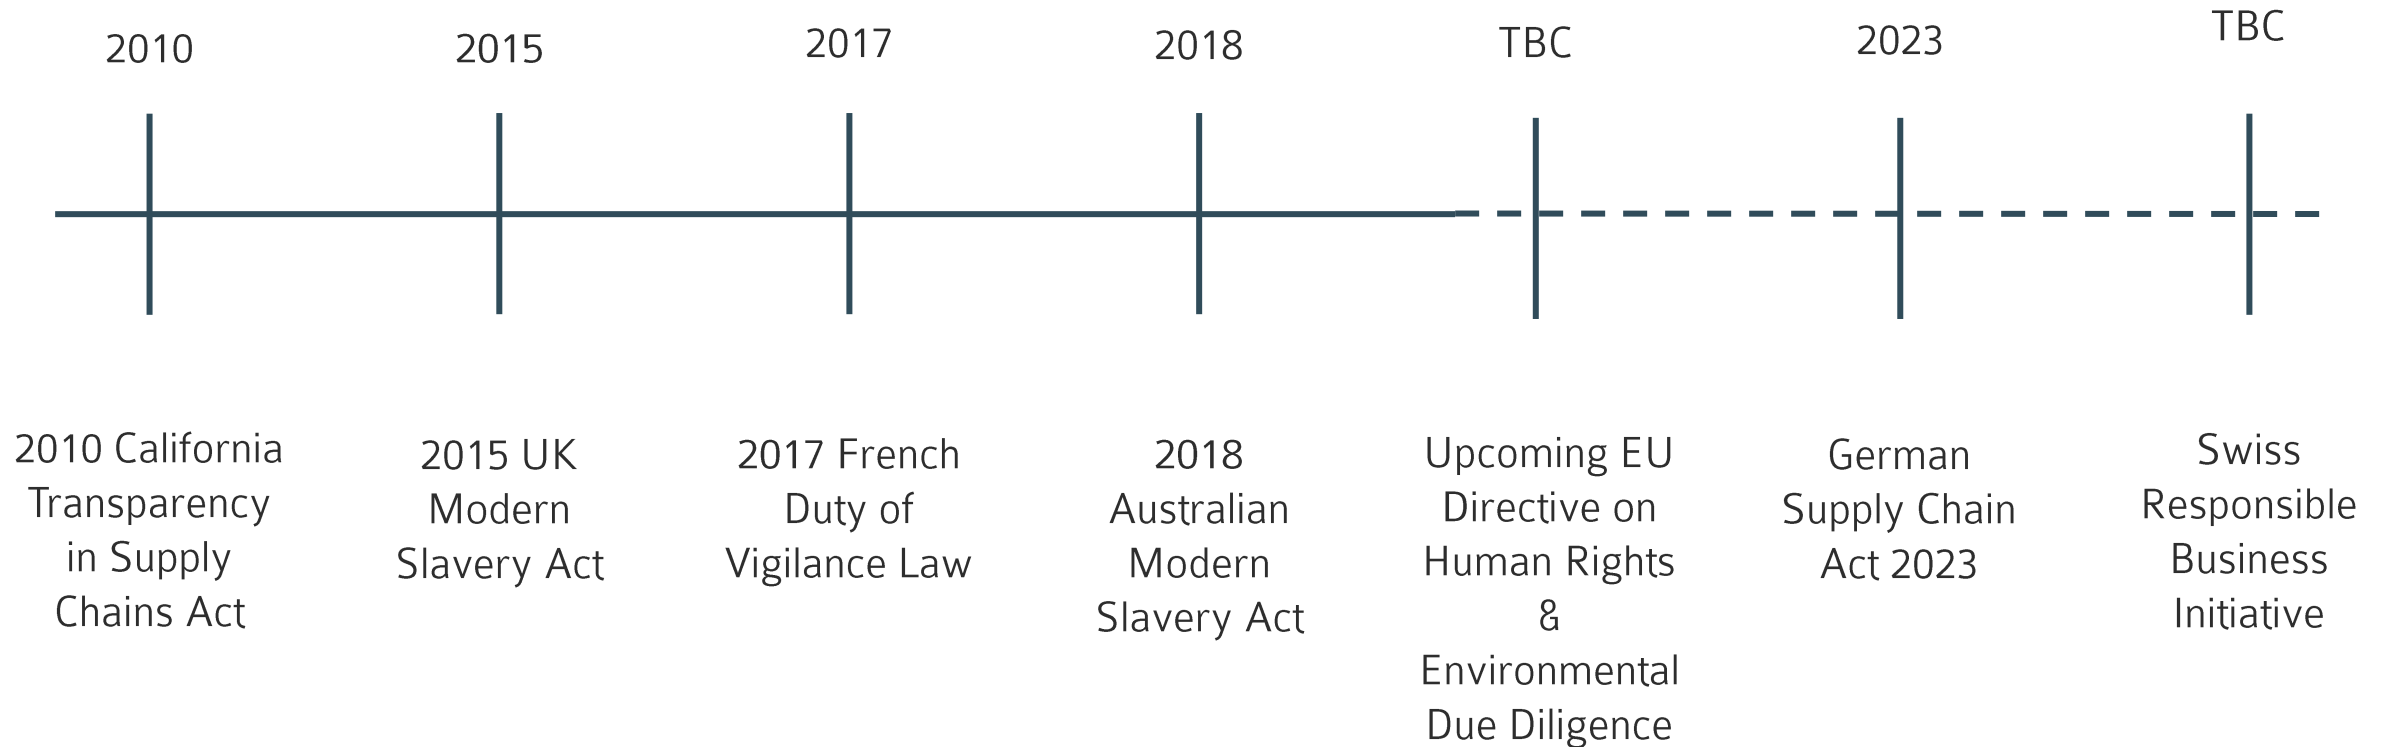 2010
2015
2017
2018
TBC
2023
TBC
2010 California
Transparency
in Supply
Chains Act
2015 UK
Modern
Slavery Act
2017 French
Duty of
Vigilance Law
2018
Australian
Modern
Slavery Act
Upcoming EU
Directive on
Human Rights
&
Environmental
Due Diligence
German
Supply Chain
Act 2023
Swiss
Responsible
Business
Initiative